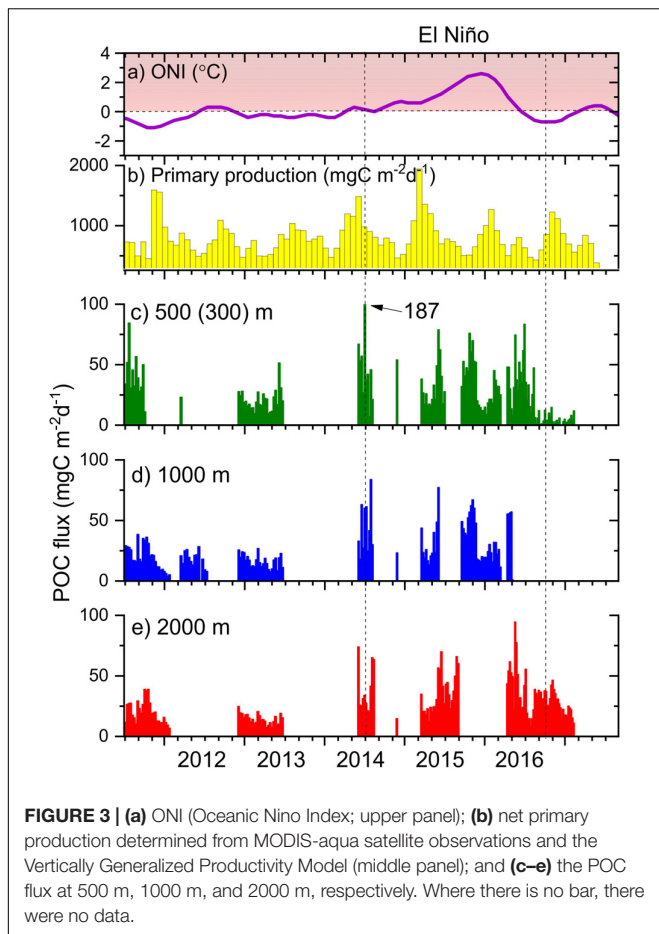 El Niño
a) ONI (°C)
4
2
0
-2
b) Primary production (mgC m⁻²d⁻¹)
2000
1000
c) 500 (300) m
187
100
50
0
d) 1000 m
100
50
0
e) 2000 m
100
50
0
POC flux (mgC m⁻²d⁻¹)
2012 2013 2014 2015 2016
FIGURE 3 | (a) ONI (Oceanic Nino Index; upper panel); (b) net primary
production determined from MODIS-aqua satellite observations and the
Vertically Generalized Productivity Model (middle panel); and (c–e) the POC
flux at 500 m, 1000 m, and 2000 m, respectively. Where there is no bar, there
were no data.